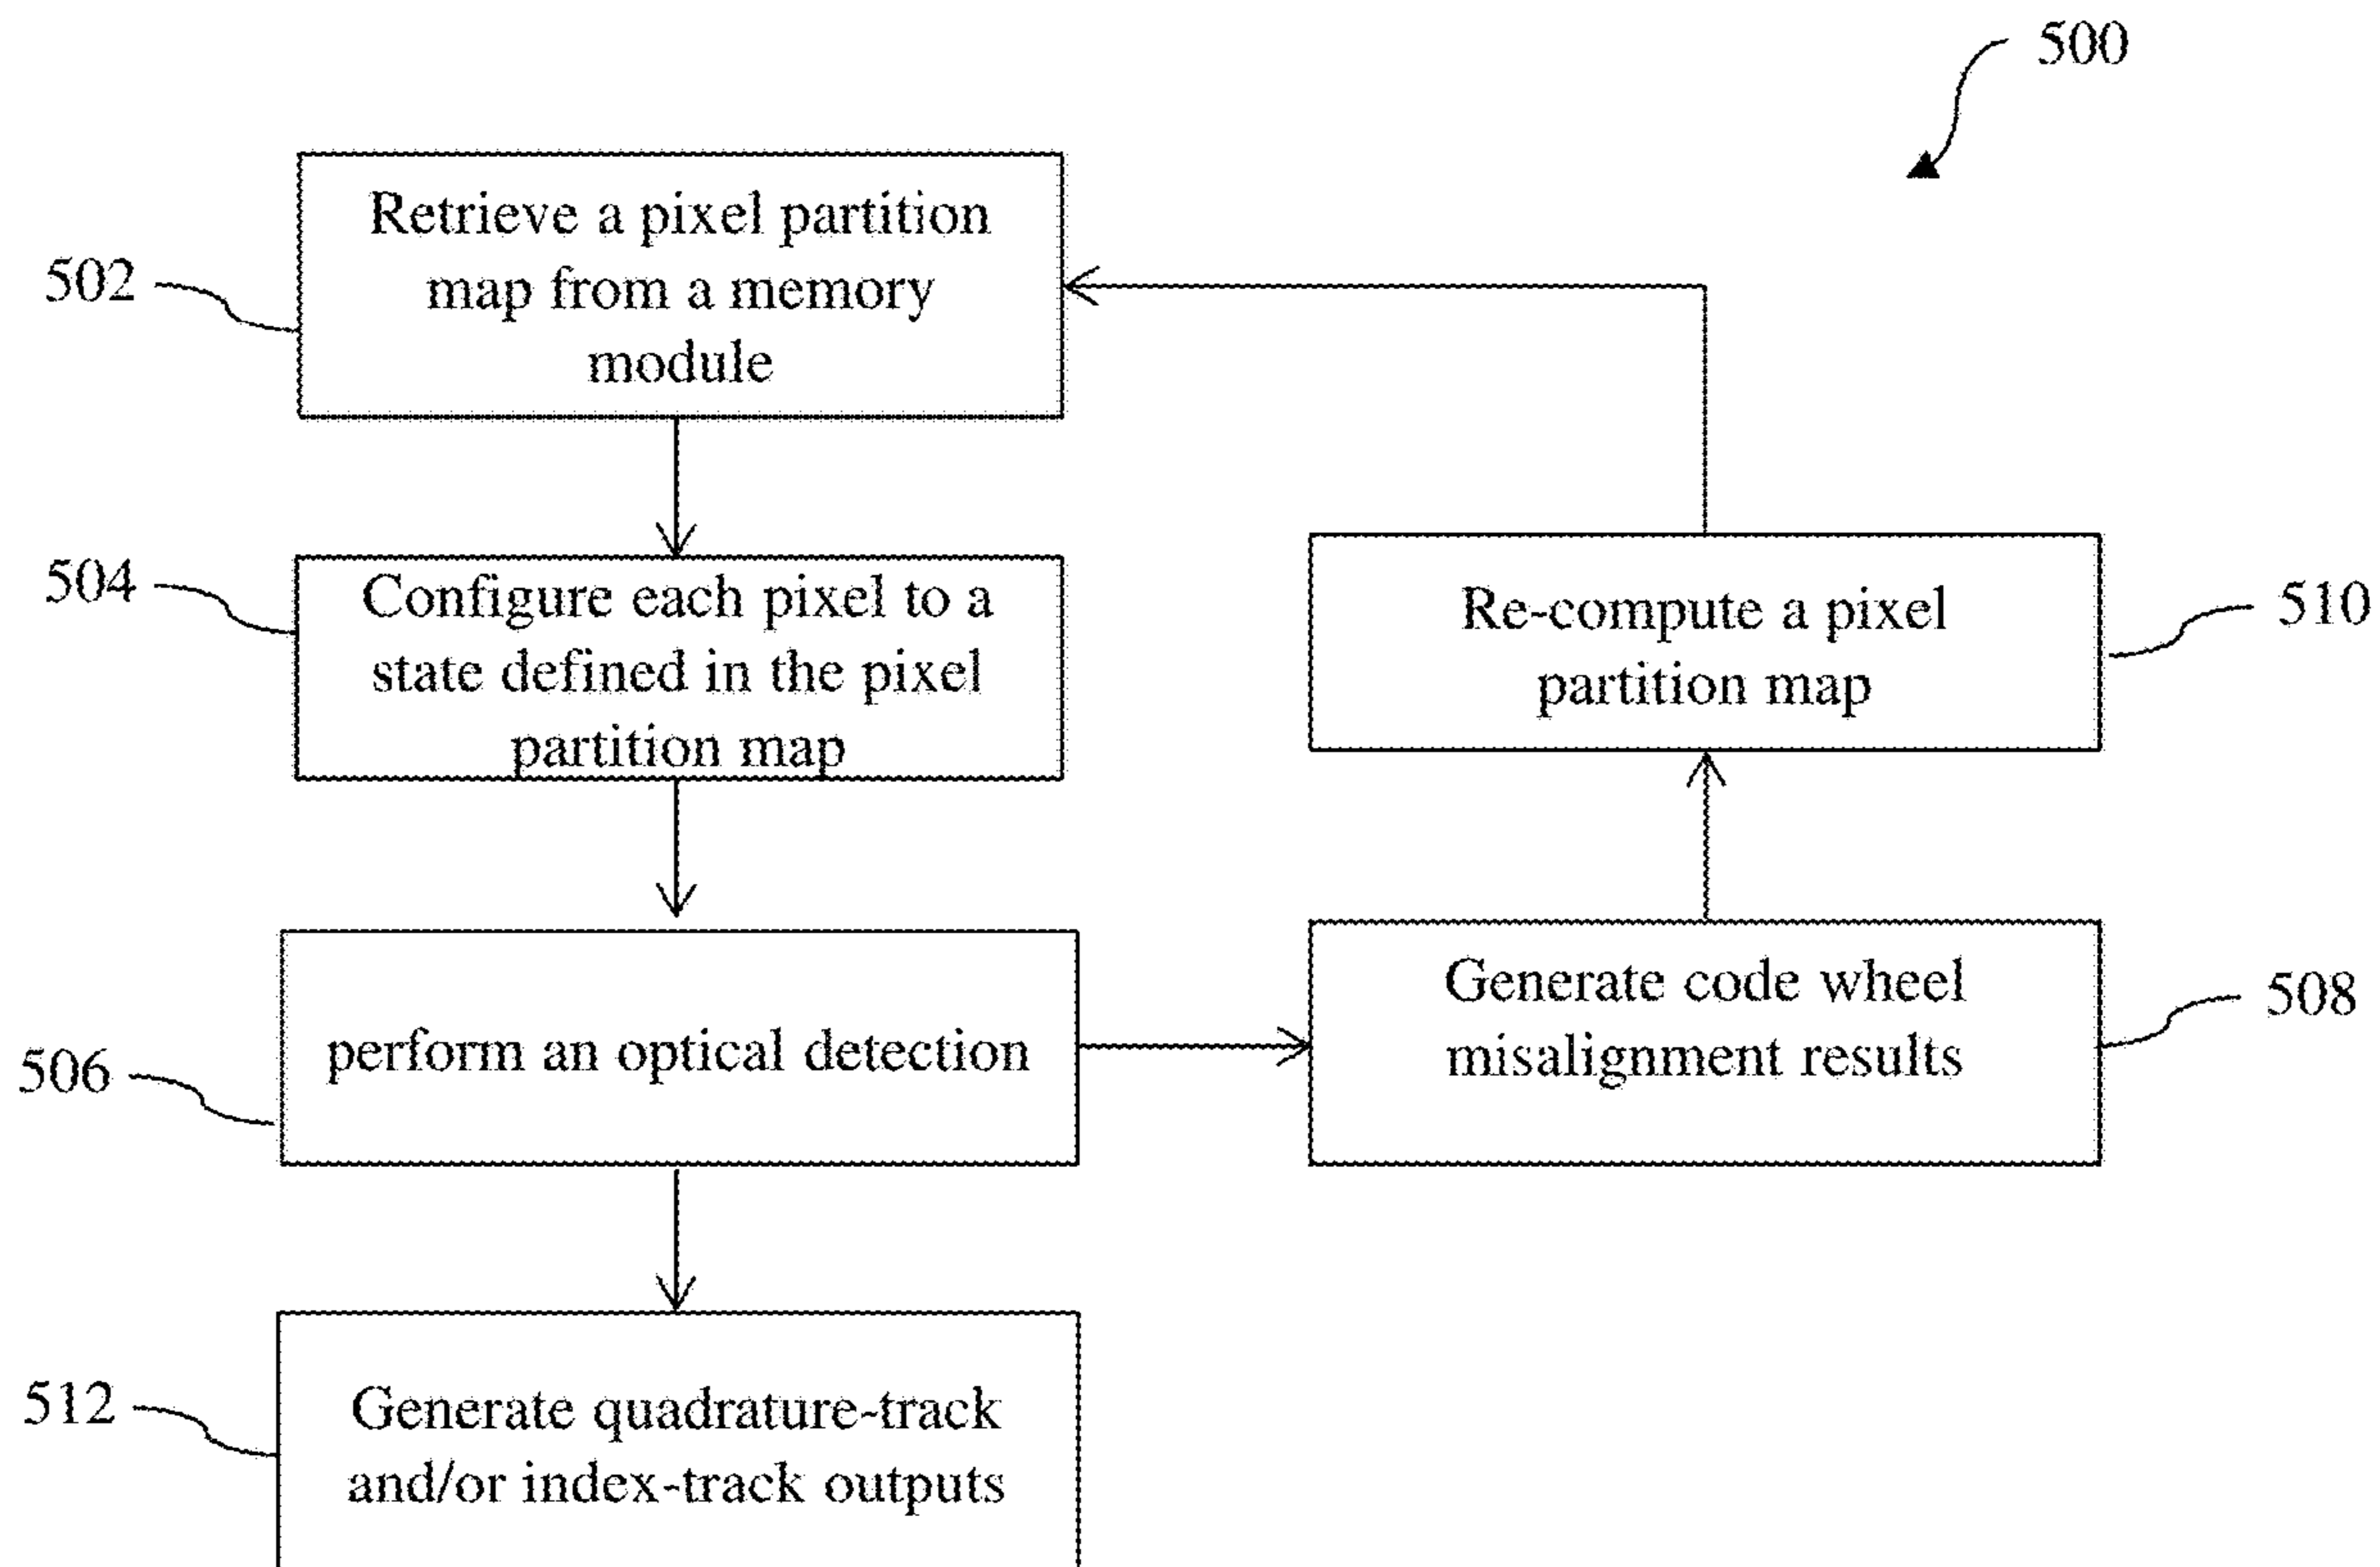 500
502
Retrieve a pixel partition
map from a memory
module
504
Configure each pixel to a
state defined in the pixel
partition map
510
Re-compute a pixel
partition map
506
perform an optical detection
508
Generate code wheel
misalignment results
512
Generate quadrature-track
and/or index-track outputs